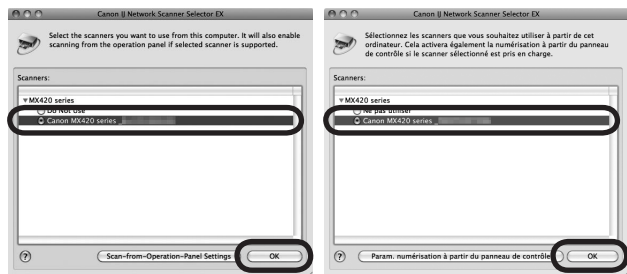 Canon IJ Network Scanner Selector EX
Select the scanners you want to use from this computer. It will also enable
scanning from the operation panel if selected scanner is supported.
Scanners:
MX420 series
Do Not Use
Canon MX420 series _
?
Scan-from-Operation-Panel Settings
OK
Canon IJ Network Scanner Selector EX
Sélectionnez les scanners que vous souhaitez utiliser à partir de cet
ordinateur. Cela activera également la numérisation à partir du panneau
de contrôle si le scanner sélectionné est pris en charge.
Scanners:
MX420 series
Ne pas utiliser
Canon MX420 series _
?
Param. numérisation à partir du panneau de contrôle
OK